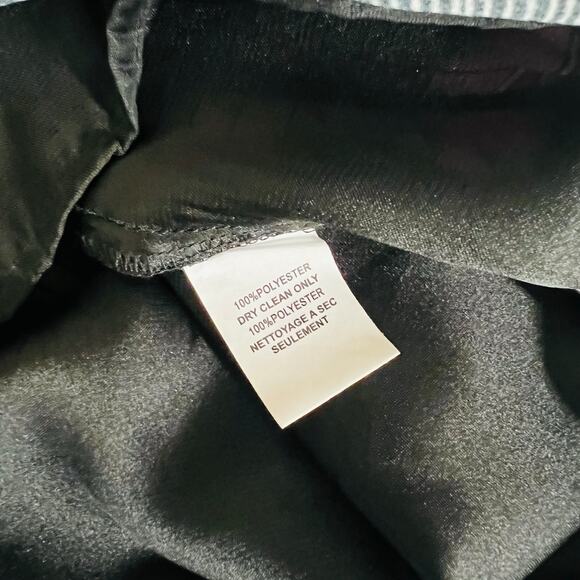 100%POLYESTER
DRY CLEAN ONLY
100%POLYESTER
NETTOYAGE A SEC
SEULEMENT